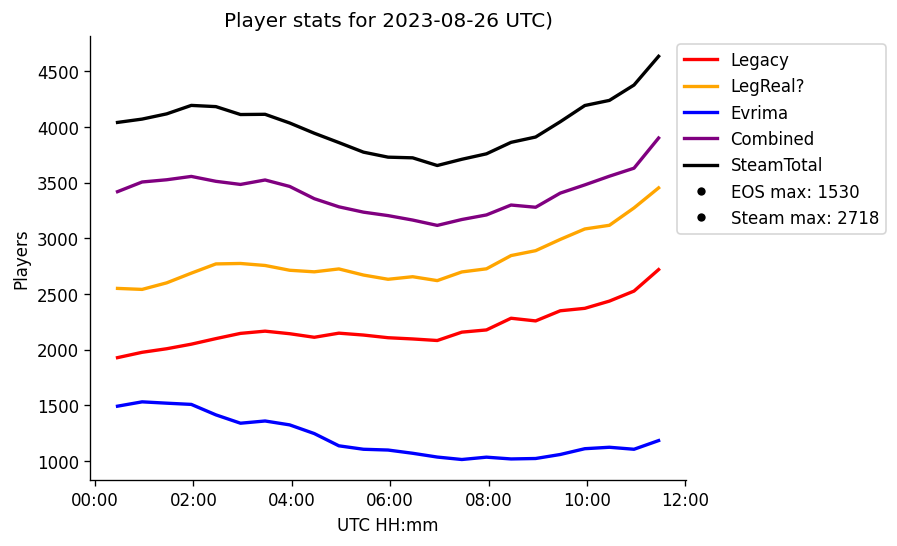 Player stats for 2023-08-26 UTC)
Legacy
LegReal?
Evrima
Combined
SteamTotal
EOS max: 1530
Steam max: 2718
Players
4500
4000
3500
3000
2500
2000
1500
1000
00:00 02:00 04:00 06:00 08:00 10:00 12:00
UTC HH:mm